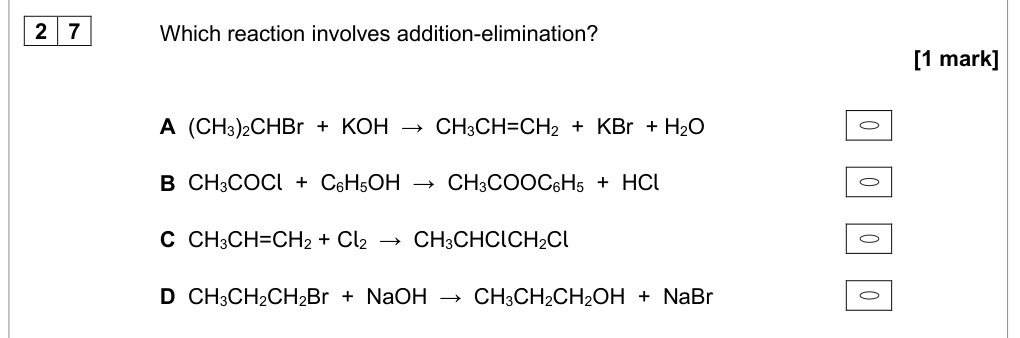 2 7 Which reaction involves addition-elimination?
[1 mark]
A (CH₃)₂CHBr + KOH → CH₃CH=CH₂ + KBr + H₂O
B CH₃COCl + C₆H₅OH → CH₃COOC₆H₅ + HCl
C CH₃CH=CH₂ + Cl₂ → CH₃CHClCH₂Cl
D CH₃CH₂CH₂Br + NaOH → CH₃CH₂CH₂OH + NaBr